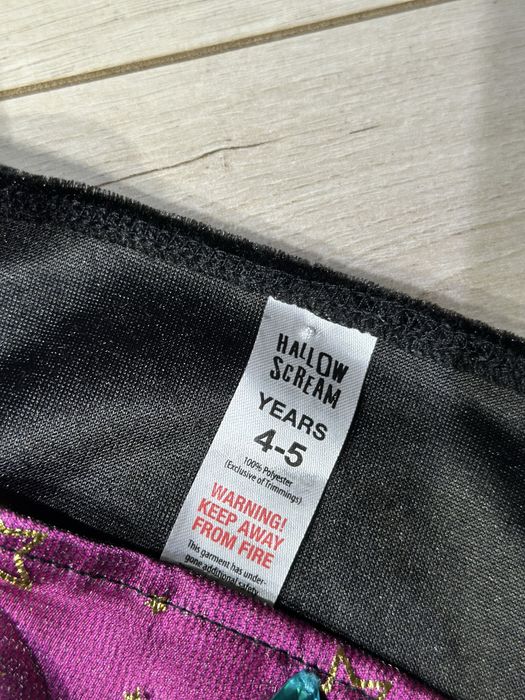 HALLOW
SCREAM
YEARS
4-5
100% Polyester
(Exclusive of Trimmings)
WARNING!
KEEP AWAY
FROM FIRE
This garment has under-
gone additional safety